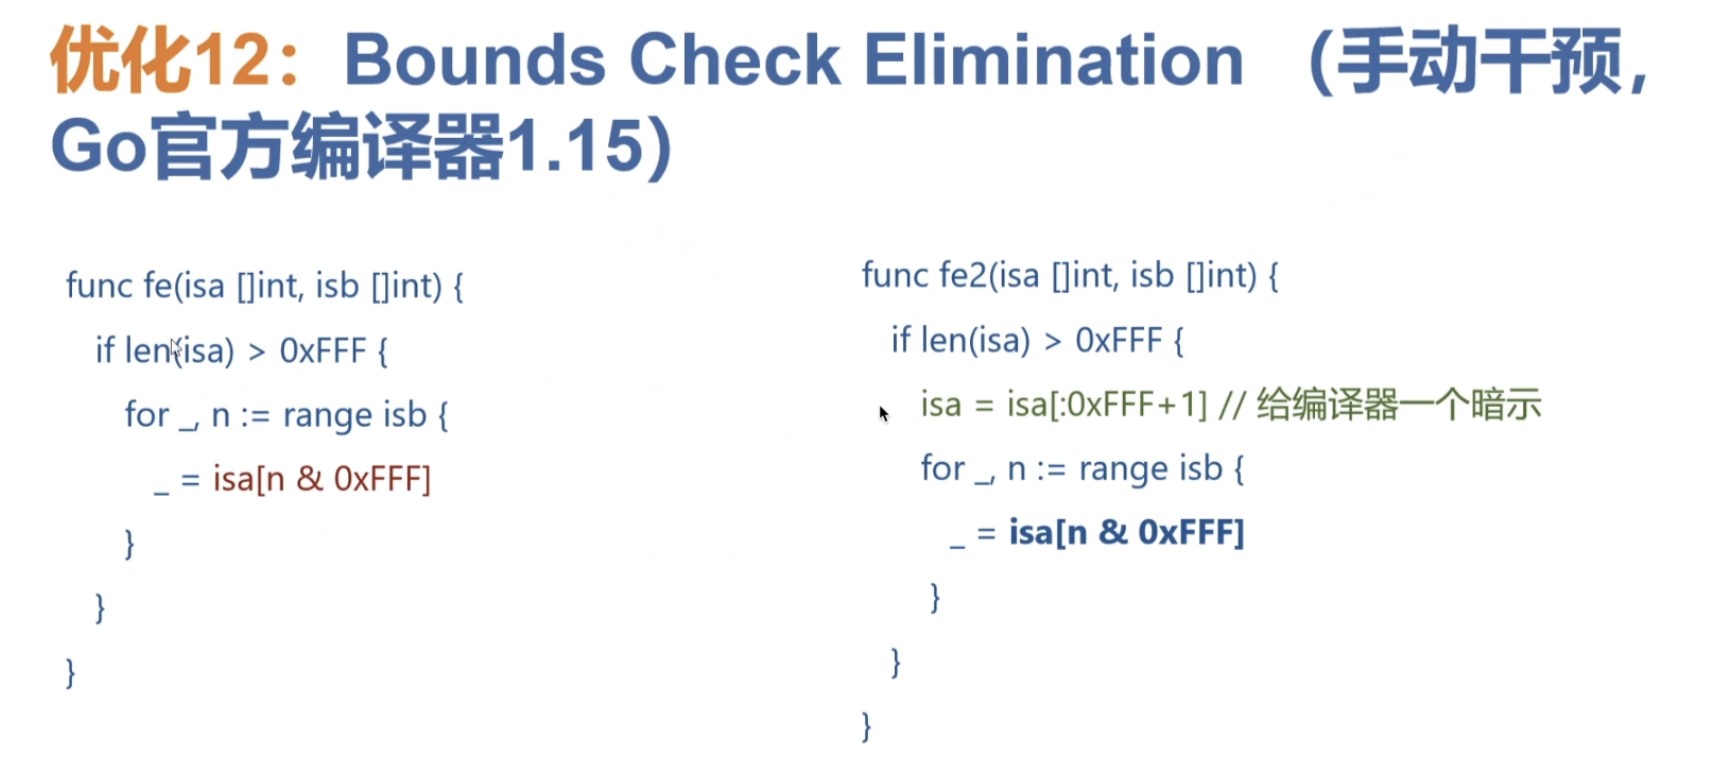 优化12：Bounds Check Elimination （手动干预，
Go官方编译器1.15）
func fe(isa []int, isb []int) {
if len(isa) > 0xFFF {
for _, n := range isb {
_ = isa[n & 0xFFF]
}
}
}
func fe2(isa []int, isb []int) {
if len(isa) > 0xFFF {
isa = isa[:0xFFF+1] // 给编译器一个暗示
for _, n := range isb {
_ = isa[n & 0xFFF]
}
}
}